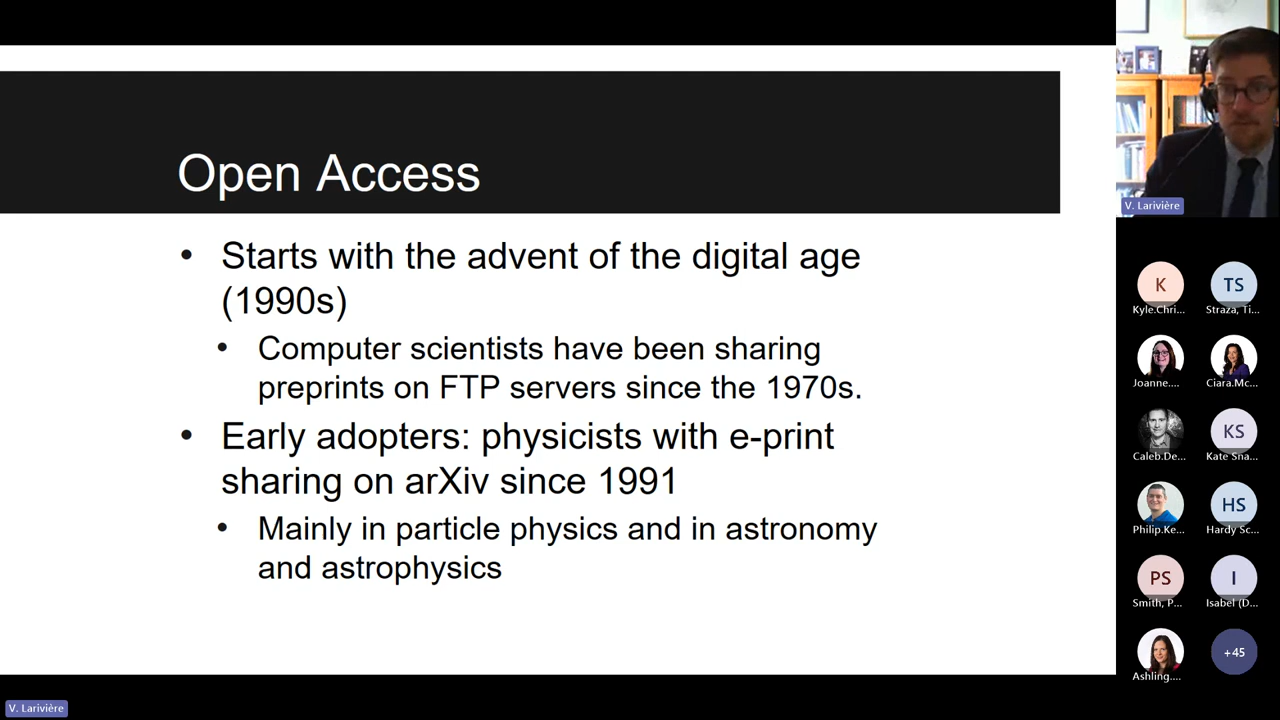 Open Access
• Starts with the advent of the digital age
(1990s)
• Computer scientists have been sharing
preprints on FTP servers since the 1970s.
• Early adopters: physicists with e-print
sharing on arXiv since 1991
• Mainly in particle physics and in astronomy
and astrophysics
V. Larivière
K
TS
Kyle.Chri...
Straza, Ti...
Joanne....
Ciara.Mc...
KS
Caleb.De...
Kate Sna...
HS
Philip.Ke...
Hardy Sc...
PS
I
Smith, P...
Isabel (D...
+45
Ashling....
V. Larivière